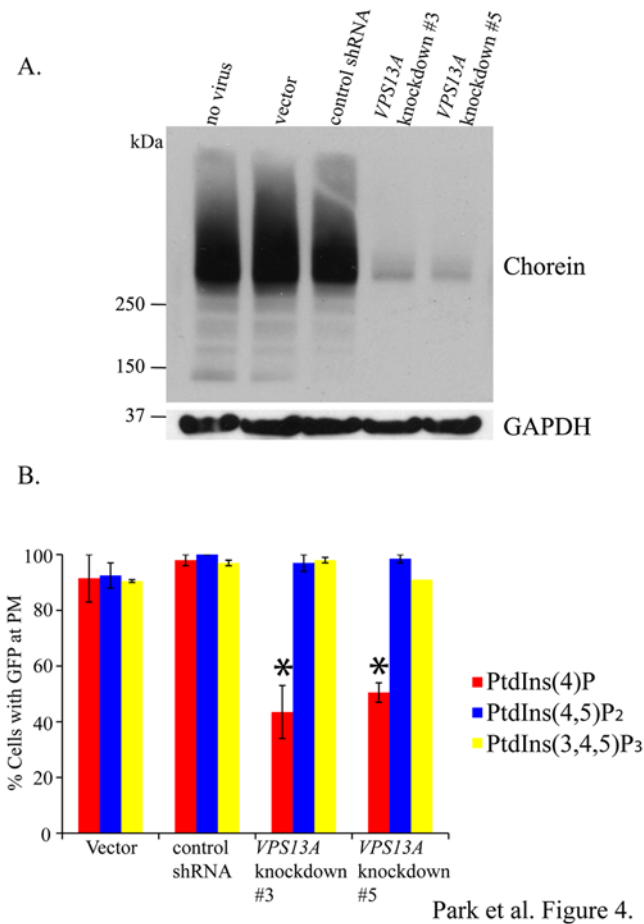 A.
no virus
vector
control shRNA
VPS13A
knockdown #3
VPS13A
knockdown #5
kDa
Chorein
250
150
37
GAPDH
B.
% Cells with GFP at PM
100
80
60
40
20
0
*
*
PtdIns(4)P
PtdIns(4,5)P2
PtdIns(3,4,5)P3
Vector
control
shRNA
VPS13A
knockdown
#3
VPS13A
knockdown
#5
Park et al. Figure 4.